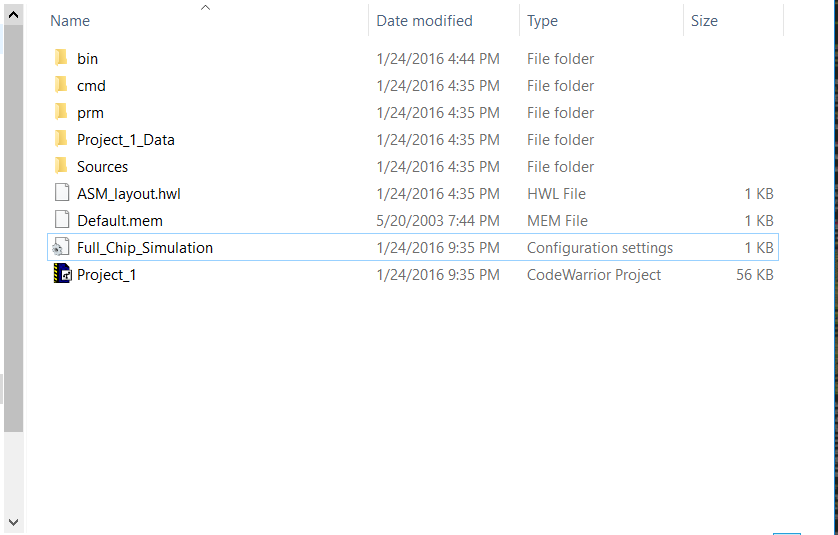 Name Date modified Type Size
bin 1/24/2016 4:44 PM File folder
cmd 1/24/2016 4:35 PM File folder
prm 1/24/2016 4:35 PM File folder
Project_1_Data 1/24/2016 4:35 PM File folder
Sources 1/24/2016 4:35 PM File folder
ASM_layout.hwl 1/24/2016 4:35 PM HWL File 1 KB
Default.mem 5/20/2003 7:44 PM MEM File 1 KB
Full_Chip_Simulation 1/24/2016 9:35 PM Configuration settings 1 KB
Project_1 1/24/2016 9:35 PM CodeWarrior Project 56 KB